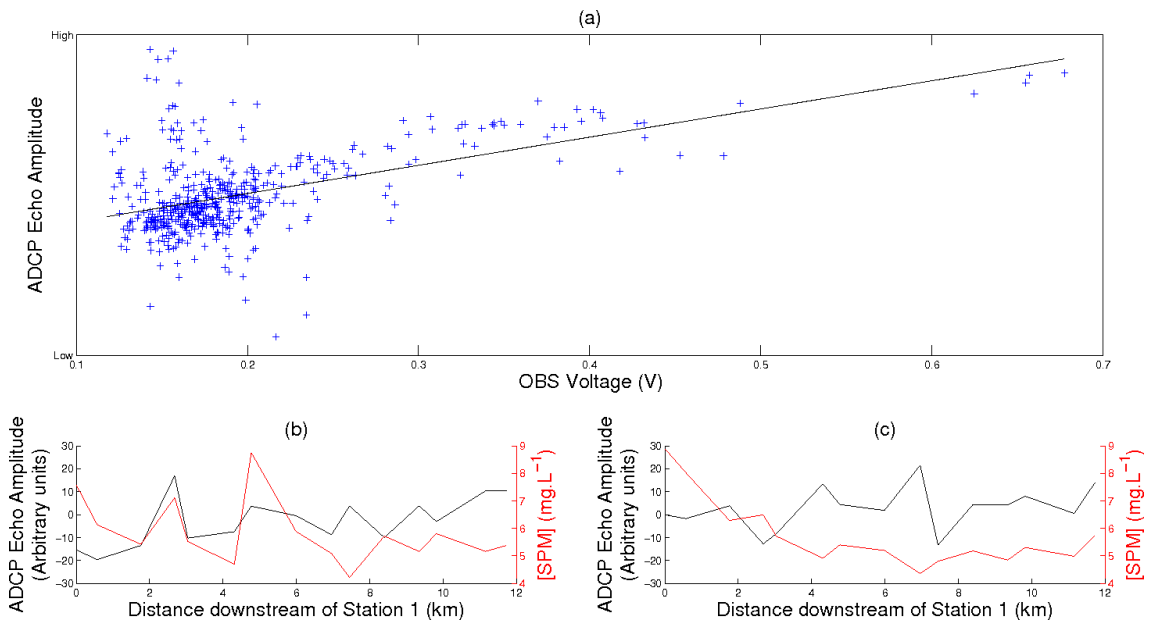 (a)
High
ADCP Echo Amplitude
Low
0.1 0.2 0.3 0.4 0.5 0.6 0.7
OBS Voltage (V)
(b)
ADCP Echo Amplitude
(Arbitrary units)
30
20
10
0
−10
−20
−30
9
8
7
6
5
4
[SPM] (mg.L⁻¹)
0 2 4 6 8 10 12
Distance downstream of Station 1 (km)
(c)
ADCP Echo Amplitude
(Arbitrary units)
30
20
10
0
−10
−20
−30
9
8
7
6
5
4
[SPM] (mg.L⁻¹)
0 2 4 6 8 10 12
Distance downstream of Station 1 (km)